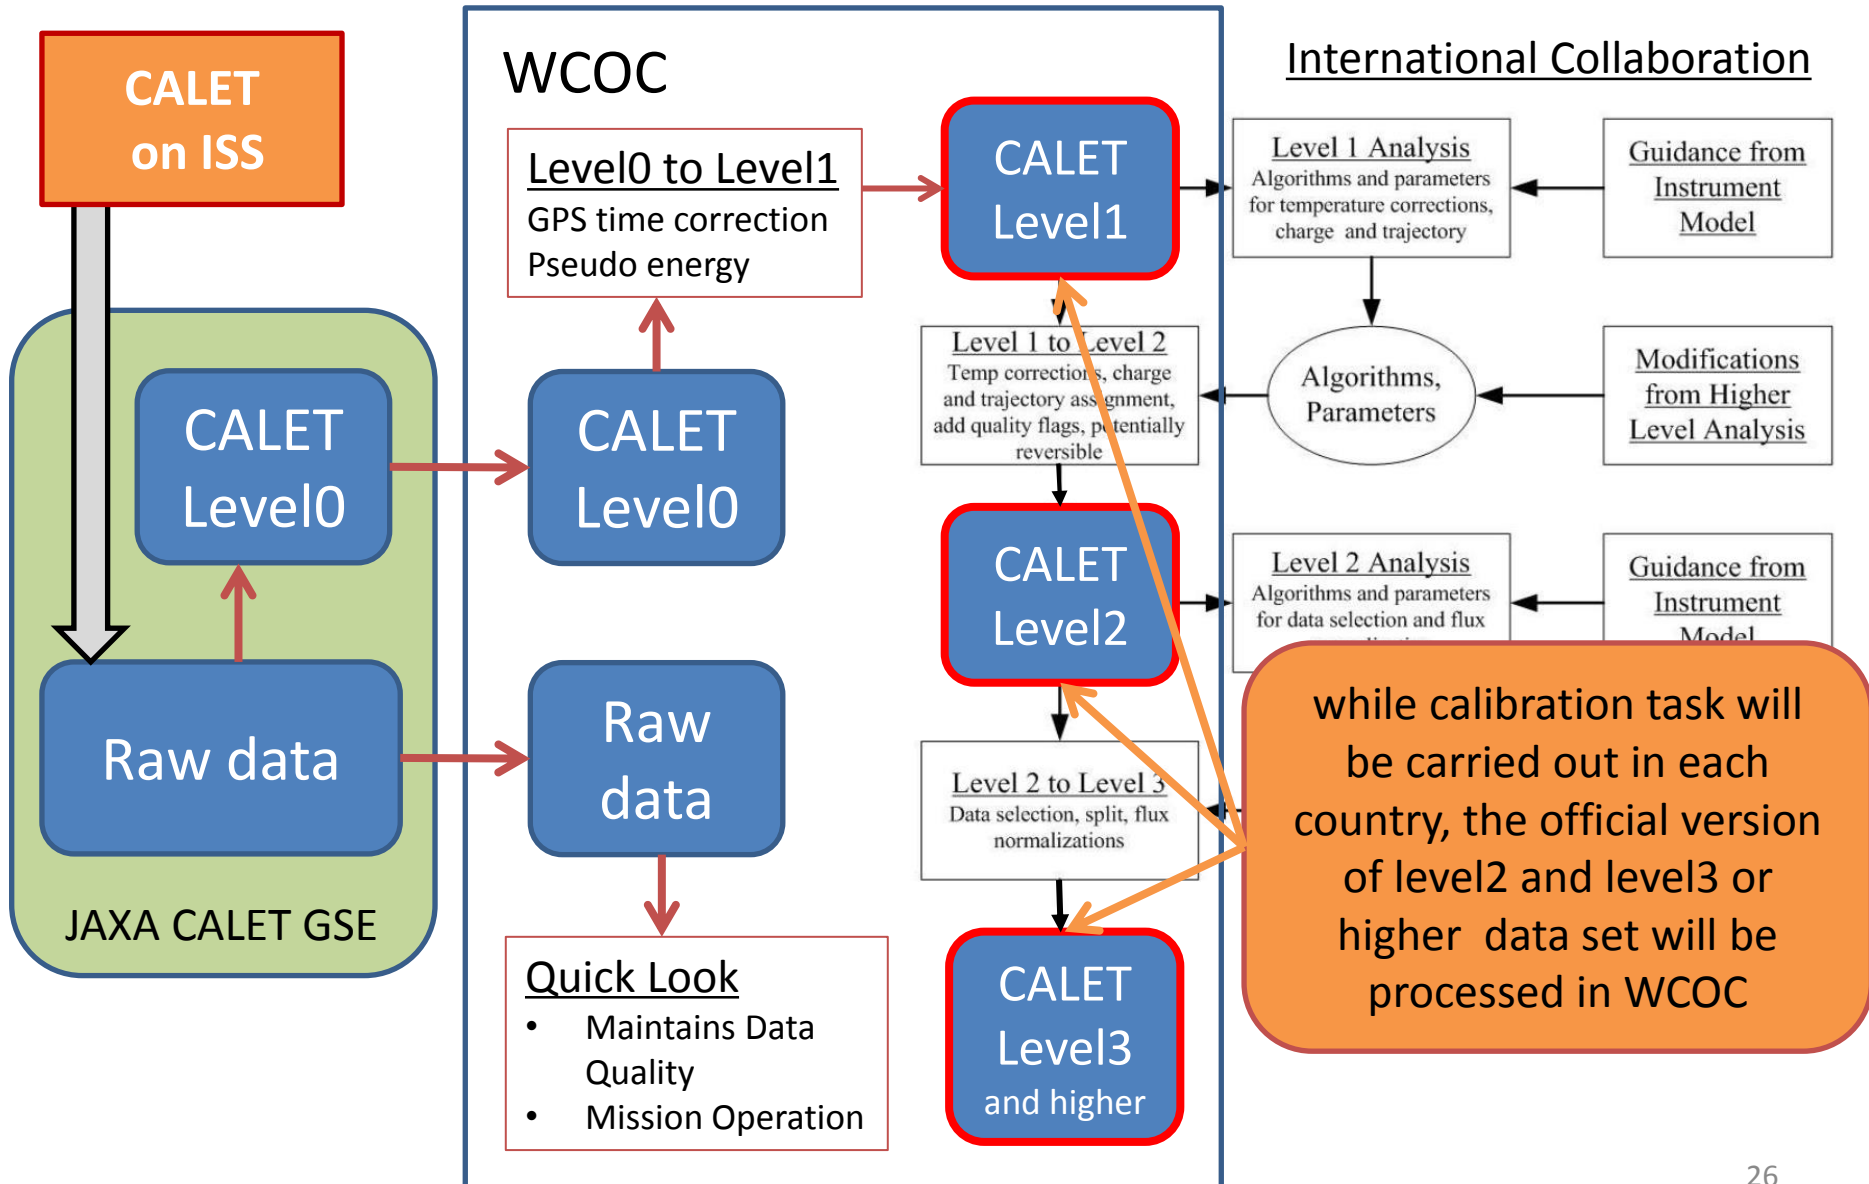 CALET
on ISS
CALET
Level0
Raw data
JAXA CALET GSE
WCOC
Level0 to Level1
GPS time correction
Pseudo energy
CALET
Level0
Raw
data
Quick Look
• Maintains Data
Quality
• Mission Operation
CALET
Level1
Level 1 to Level 2
Temp corrections, charge
and trajectory assignment,
add quality flags, potentially
reversible
CALET
Level2
Level 2 to Level 3
Data selection, split, flux
normalizations
CALET
Level3
and higher
International Collaboration
Level 1 Analysis
Algorithms and parameters
for temperature corrections,
charge and trajectory
Guidance from
Instrument
Model
Algorithms,
Parameters
Modifications
from Higher
Level Analysis
Level 2 Analysis
Algorithms and parameters
for data selection and flux
Guidance from
Instrument
Model
while calibration task will
be carried out in each
country, the official version
of level2 and level3 or
higher data set will be
processed in WCOC
26